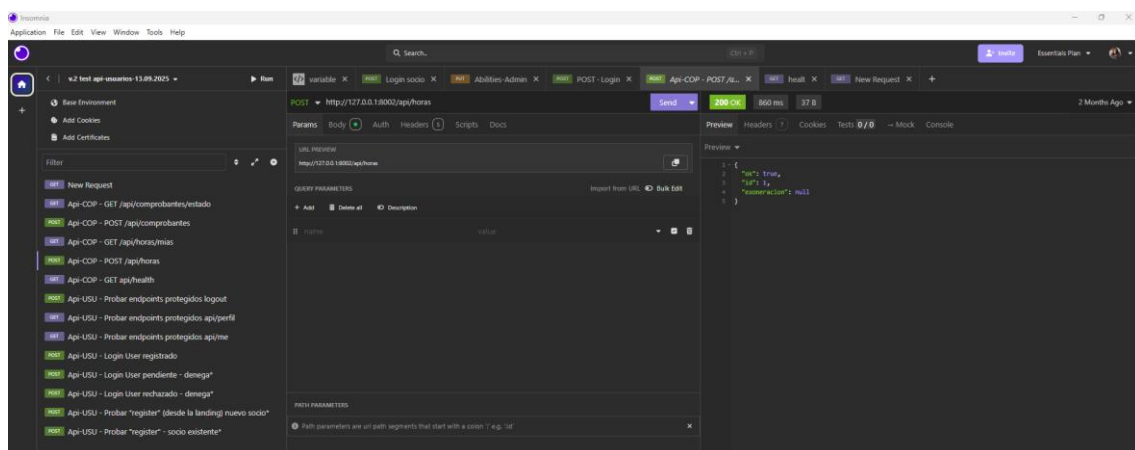 Insomnia
Application File Edit View Window Tools Help
Search..
Ctrl + P
Invite
Essentials Plan
v.2 test api-usuarios-13.09.2025
Run
variable
POST Login socio
PUT Abilities-Admin
POST POST - Login
POST Api-COP - POST /a...
GET healt
GET New Request
Base Environment
Add Cookies
Add Certificates
POST http://127.0.0.1:8002/api/horas
Send
200 OK 860 ms 37 B
2 Months Ago
Params Body Auth Headers 6 Scripts Docs
Preview Headers 7 Cookies Tests 0 / 0 → Mock Console
URL PREVIEW
http://127.0.0.1:8002/api/horas
Preview
1 {
2 "ok": true,
3 "id": 1,
4 "exoneracion": null
5 }
Filter
QUERY PARAMETERS
Import from URL Bulk Edit
+ Add Delete all Description
name value
GET New Request
GET Api-COP - GET /api/comprobantes/estado
POST Api-COP - POST /api/comprobantes
GET Api-COP - GET /api/horas/mias
POST Api-COP - POST /api/horas
GET Api-COP - GET api/health
POST Api-USU - Probar endpoints protegidos logout
GET Api-USU - Probar endpoints protegidos api/perfil
GET Api-USU - Probar endpoints protegidos api/me
POST Api-USU - Login User registrado
POST Api-USU - Login User pendiente - denega*
POST Api-USU - Login User rechazado - denega*
POST Api-USU - Probar "register" (desde la landing) nuevo socio*
POST Api-USU - Probar "register" - socio existente*
PATH PARAMETERS
Path parameters are url path segments that start with a colon ':' e.g. ':id'